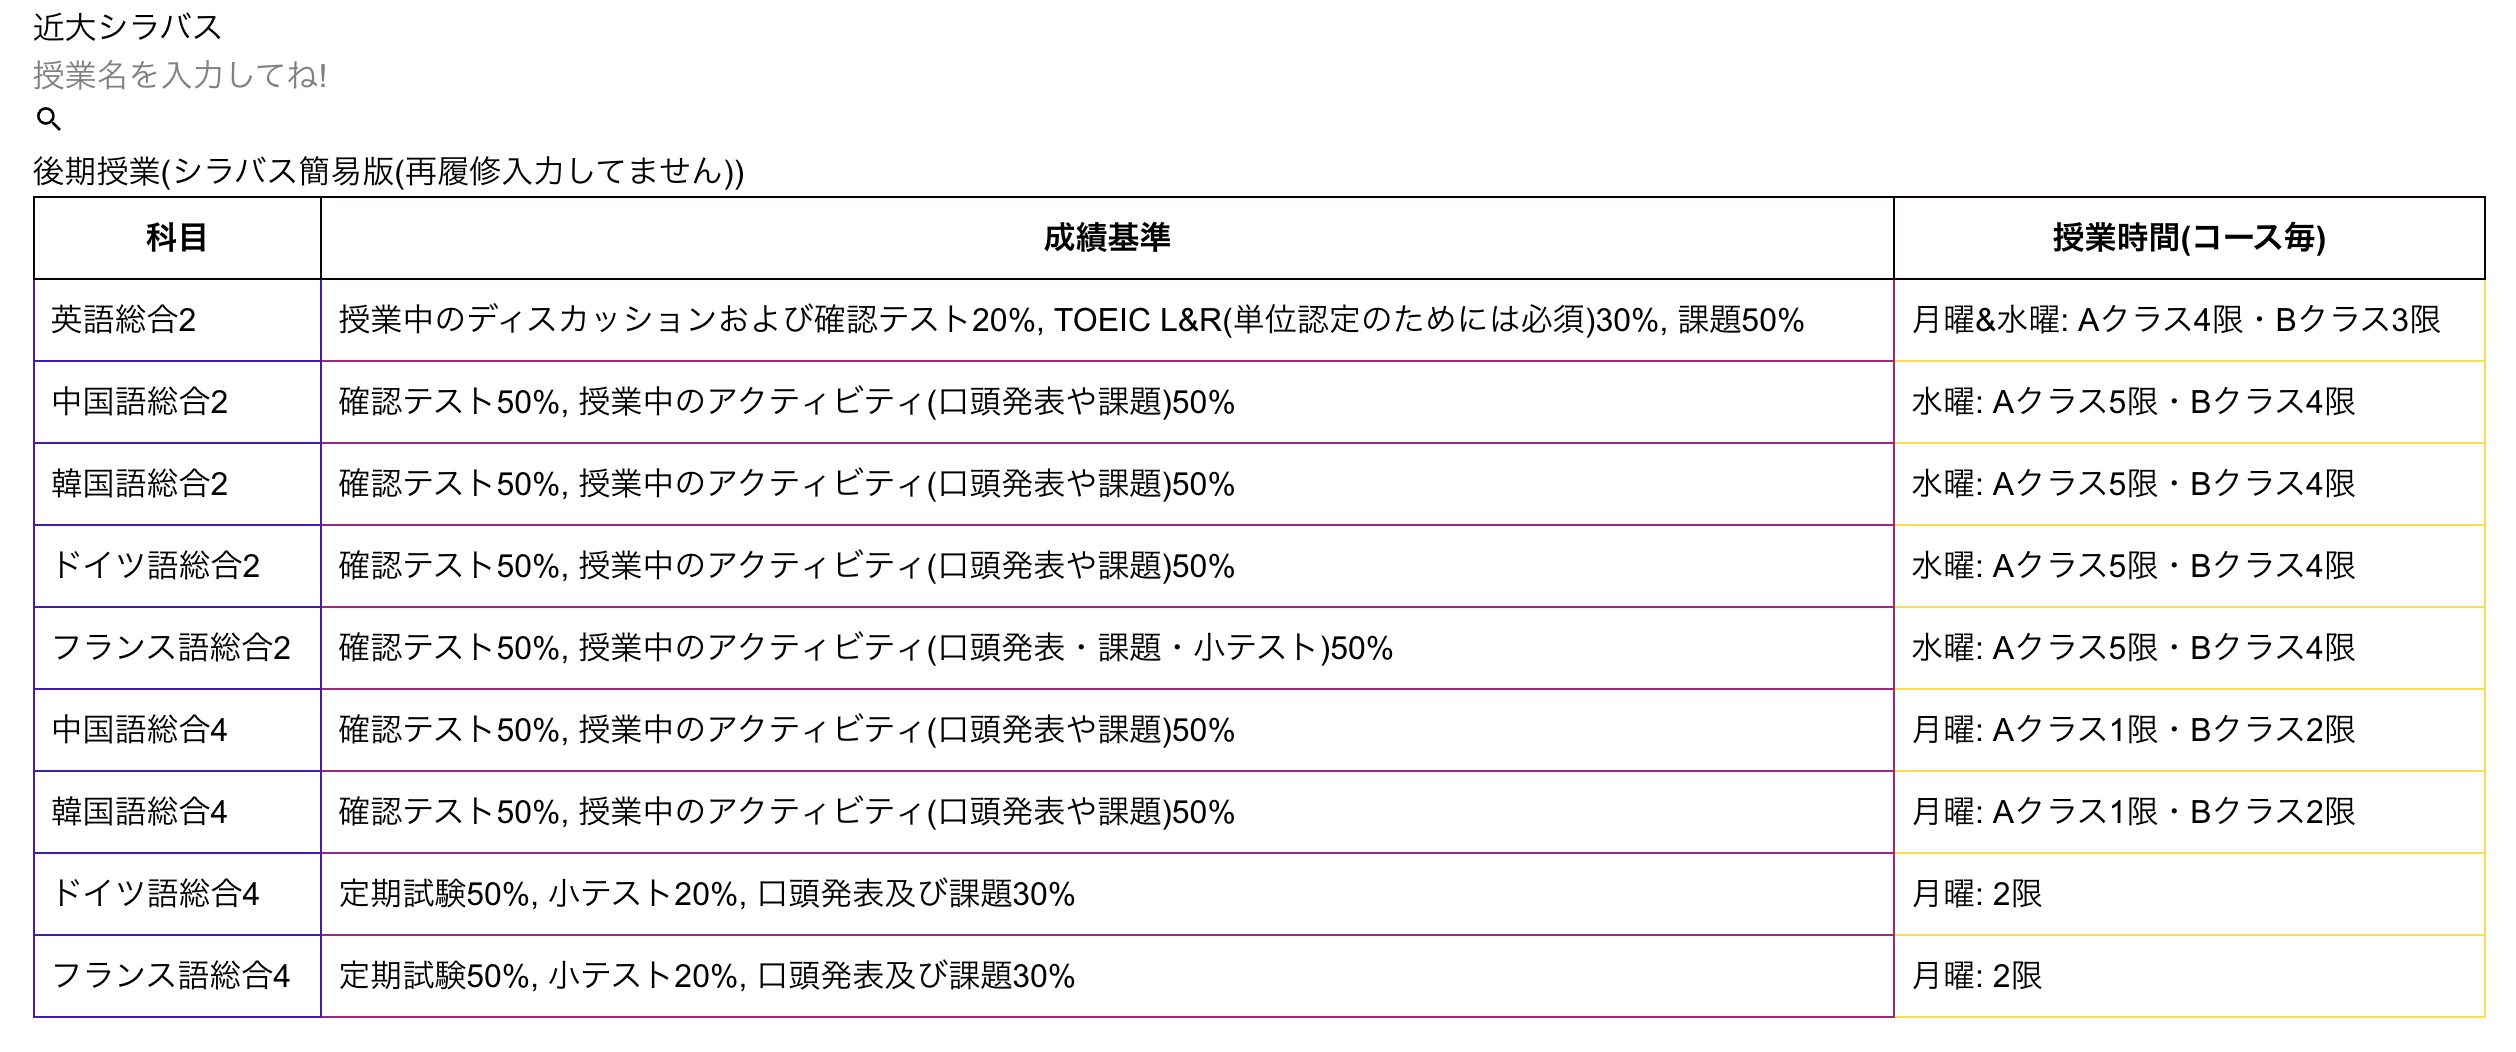 近大シラバス
授業名を入力してね!
後期授業(シラバス簡易版(再履修入力してません))
科目 成績基準 授業時間(コース毎)
英語総合2 授業中のディスカッションおよび確認テスト20%, TOEIC L&R(単位認定のためには必須)30%, 課題50% 月曜&水曜: Aクラス4限・Bクラス3限
中国語総合2 確認テスト50%, 授業中のアクティビティ(口頭発表や課題)50% 水曜: Aクラス5限・Bクラス4限
韓国語総合2 確認テスト50%, 授業中のアクティビティ(口頭発表や課題)50% 水曜: Aクラス5限・Bクラス4限
ドイツ語総合2 確認テスト50%, 授業中のアクティビティ(口頭発表や課題)50% 水曜: Aクラス5限・Bクラス4限
フランス語総合2 確認テスト50%, 授業中のアクティビティ(口頭発表・課題・小テスト)50% 水曜: Aクラス5限・Bクラス4限
中国語総合4 確認テスト50%, 授業中のアクティビティ(口頭発表や課題)50% 月曜: Aクラス1限・Bクラス2限
韓国語総合4 確認テスト50%, 授業中のアクティビティ(口頭発表や課題)50% 月曜: Aクラス1限・Bクラス2限
ドイツ語総合4 定期試験50%, 小テスト20%, 口頭発表及び課題30% 月曜: 2限
フランス語総合4 定期試験50%, 小テスト20%, 口頭発表及び課題30% 月曜: 2限